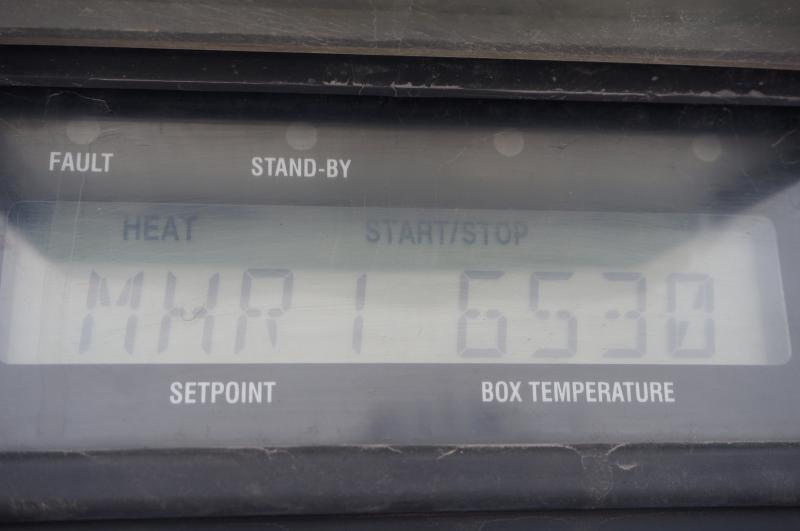 FAULT STAND-BY
HEAT START/STOP
MHR1 6530
SETPOINT BOX TEMPERATURE